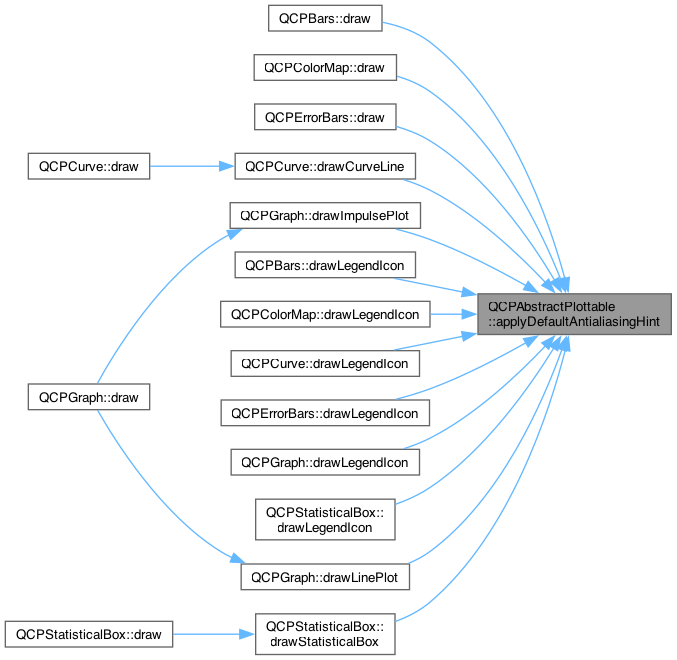 QCPBars::draw
QCPColorMap::draw
QCPErrorBars::draw
QCPCurve::draw
QCPCurve::drawCurveLine
QCPGraph::drawImpulsePlot
QCPBars::drawLegendIcon
QCPAbstractPlottable
::applyDefaultAntialiasingHint
QCPColorMap::drawLegendIcon
QCPCurve::drawLegendIcon
QCPGraph::draw
QCPErrorBars::drawLegendIcon
QCPGraph::drawLegendIcon
QCPStatisticalBox::
drawLegendIcon
QCPGraph::drawLinePlot
QCPStatisticalBox::draw
QCPStatisticalBox::
drawStatisticalBox